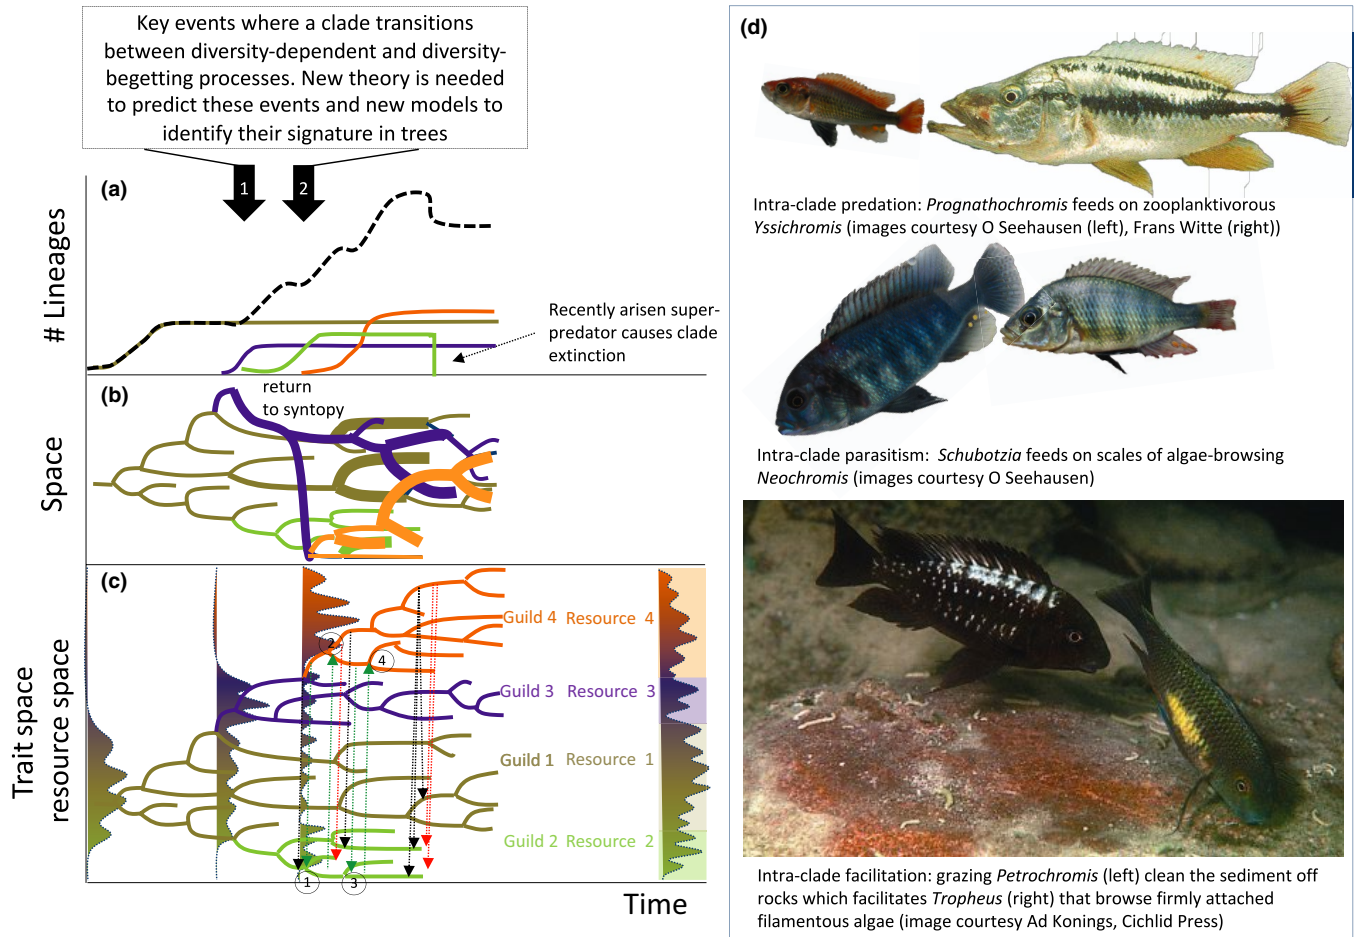 Key events where a clade transitions
between diversity-dependent and diversity-
begetting processes. New theory is needed
to predict these events and new models to
identify their signature in trees
1
2
(a)
# Lineages
Recently arisen super-
predator causes clade
extinction
(b)
return
to syntopy
Space
(c)
Trait space
resource space
Guild 4 Resource 4
2
4
Guild 3 Resource 3
Guild 1 Resource 1
Guild 2 Resource 2
1
3
Time
(d)
Intra-clade predation: Prognathochromis feeds on zooplanktivorous
Yssichromis (images courtesy O Seehausen (left), Frans Witte (right))
Intra-clade parasitism: Schubotzia feeds on scales of algae-browsing
Neochromis (images courtesy O Seehausen)
Intra-clade facilitation: grazing Petrochromis (left) clean the sediment off
rocks which facilitates Tropheus (right) that browse firmly attached
filamentous algae (image courtesy Ad Konings, Cichlid Press)